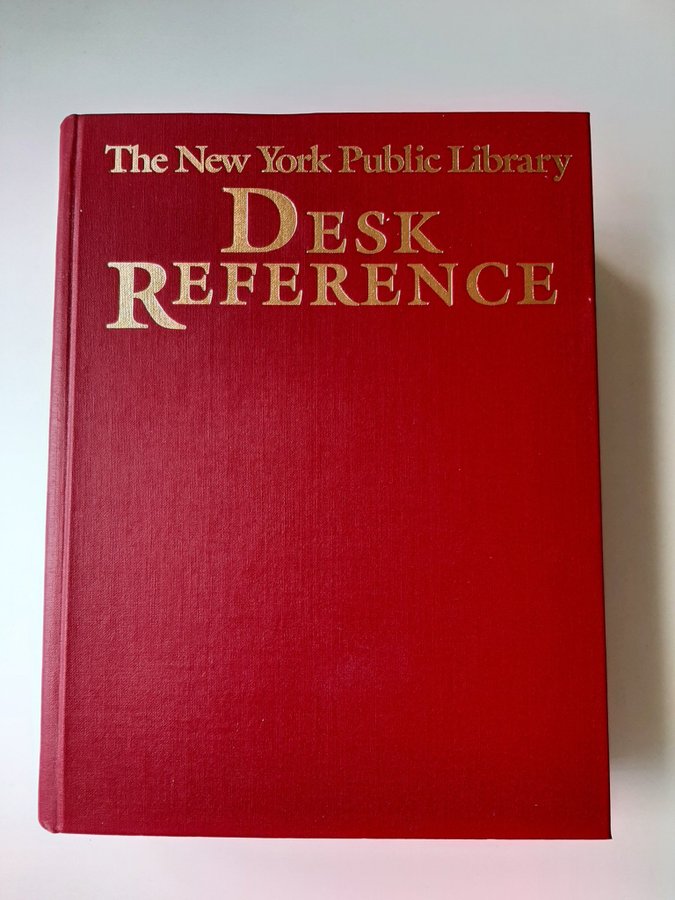 The New York Public Library
DESK
REFERENCE